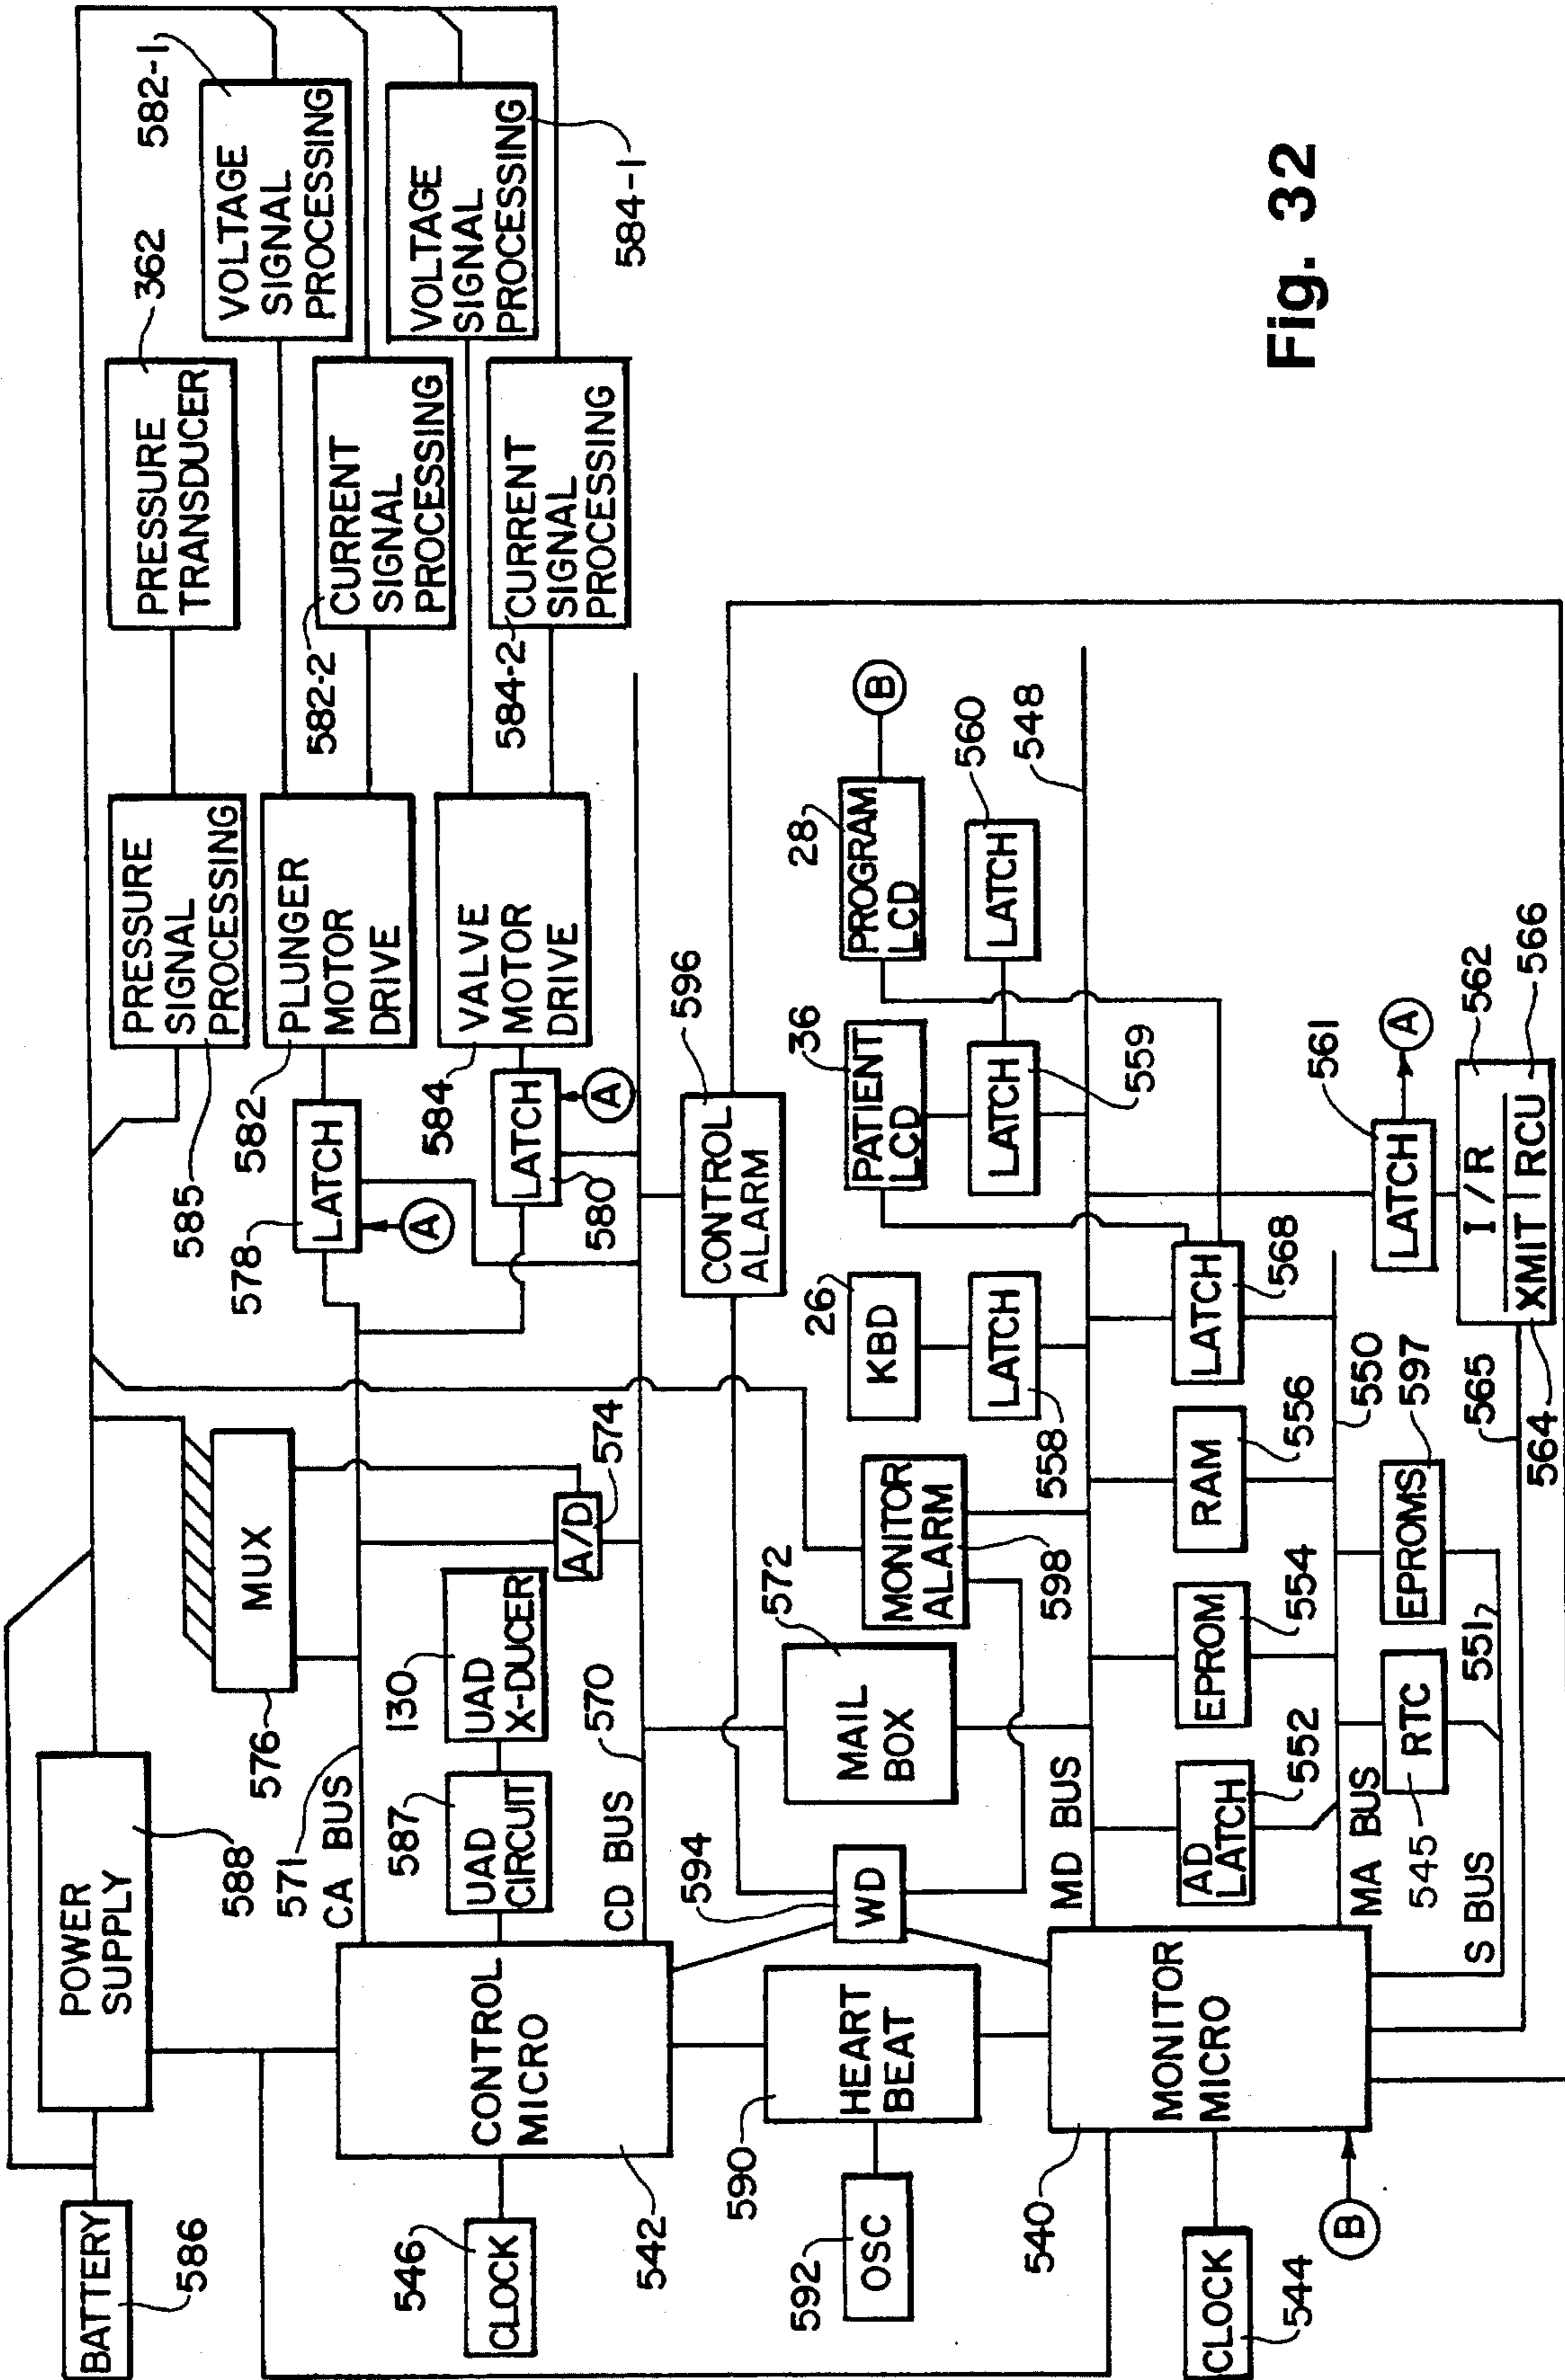 BATTERY
586
POWER
SUPPLY
588
MUX
576
571
CA BUS
PRESSURE
SIGNAL
PROCESSING
585
PRESSURE
TRANSDUCER
362
VOLTAGE
SIGNAL
PROCESSING
582-1
PLUNGER
MOTOR
DRIVE
582
CURRENT
SIGNAL
PROCESSING
582-2
VOLTAGE
SIGNAL
PROCESSING
584-1
VALVE
MOTOR
DRIVE
584
CURRENT
SIGNAL
PROCESSING
584-2
LATCH
578
A
LATCH
580
A
CLOCK
546
CONTROL
MICRO
542
UAD
CIRCUIT
587
UAD
X-DUCER
130
A/D
574
CD BUS
570
CONTROL
ALARM
596
OSC
592
HEART
BEAT
590
WD
594
MAIL
BOX
572
MONITOR
ALARM
598
KBD
26
LATCH
558
PATIENT
LCD
36
LATCH
559
PROGRAM
LCD
28
B
LATCH
560
548
CLOCK
544
B
MONITOR
MICRO
540
MD BUS
AD
LATCH
552
EPROM
554
RAM
556
LATCH
568
MA BUS
550
RTC
545
EPROMS
597
S BUS
551
565
LATCH
561
A
I/R
XMIT RCU
562
564
566
Fig. 32